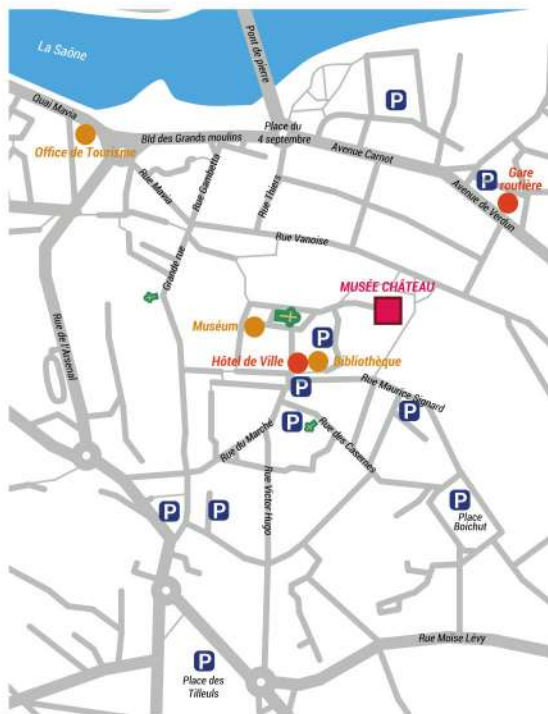 La Saône
Pont de pierre
Quai Mavia
Office de Tourisme
Bld des Grands moulins
Place du
4 septembre
Avenue Carnot
P
P
Gare
routière
Avenue de Verdun
Rue Mavia
Rue Gambetta
Rue Thiers
Rue Vanoise
Grande rue
MUSÉE CHÂTEAU
Muséum
P
Hôtel de Ville
Bibliothèque
Rue de l'Arsenal
P
Rue Maurice Signard
P
Rue du Marché
P
Rue des Casernes
Rue Victor Hugo
P
P
P
Place
Boichut
Rue Moïse Lévy
P
Place des
Tilleuls